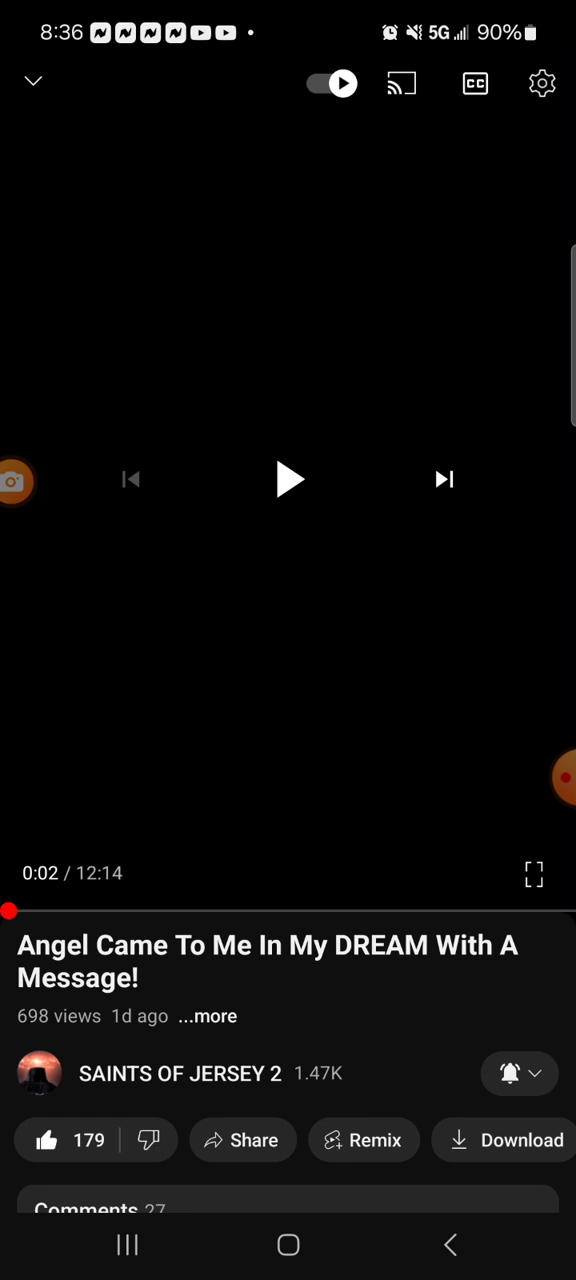 8:36 5G 90%
CC
0:02 / 12:14
Angel Came To Me In My DREAM With A
Message!
698 views 1d ago ...more
SAINTS OF JERSEY 2 1.47K
179 Share Remix Download
Comments 27